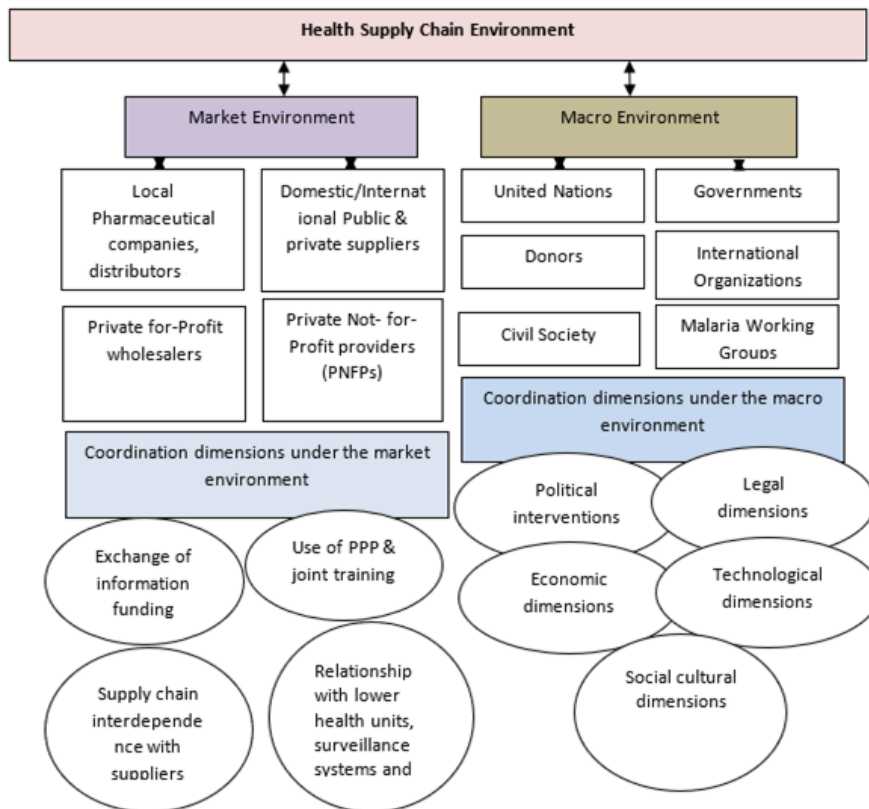 Health Supply Chain Environment
Market Environment
Macro Environment
Local
Pharmaceutical
companies,
distributors
Domestic/Internat
ional Public &
private suppliers
Private for-Profit
wholesalers
Private Not- for-
Profit providers
(PNFPs)
United Nations
Governments
Donors
International
Organizations
Civil Society
Malaria Working
Groups
Coordination dimensions under the market
environment
Exchange of
information
funding
Use of PPP &
joint training
Supply chain
interdepende
nce with
suppliers
Relationship
with lower
health units,
surveillance
systems and
Coordination dimensions under the macro
environment
Political
interventions
Legal
dimensions
Economic
dimensions
Technological
dimensions
Social cultural
dimensions